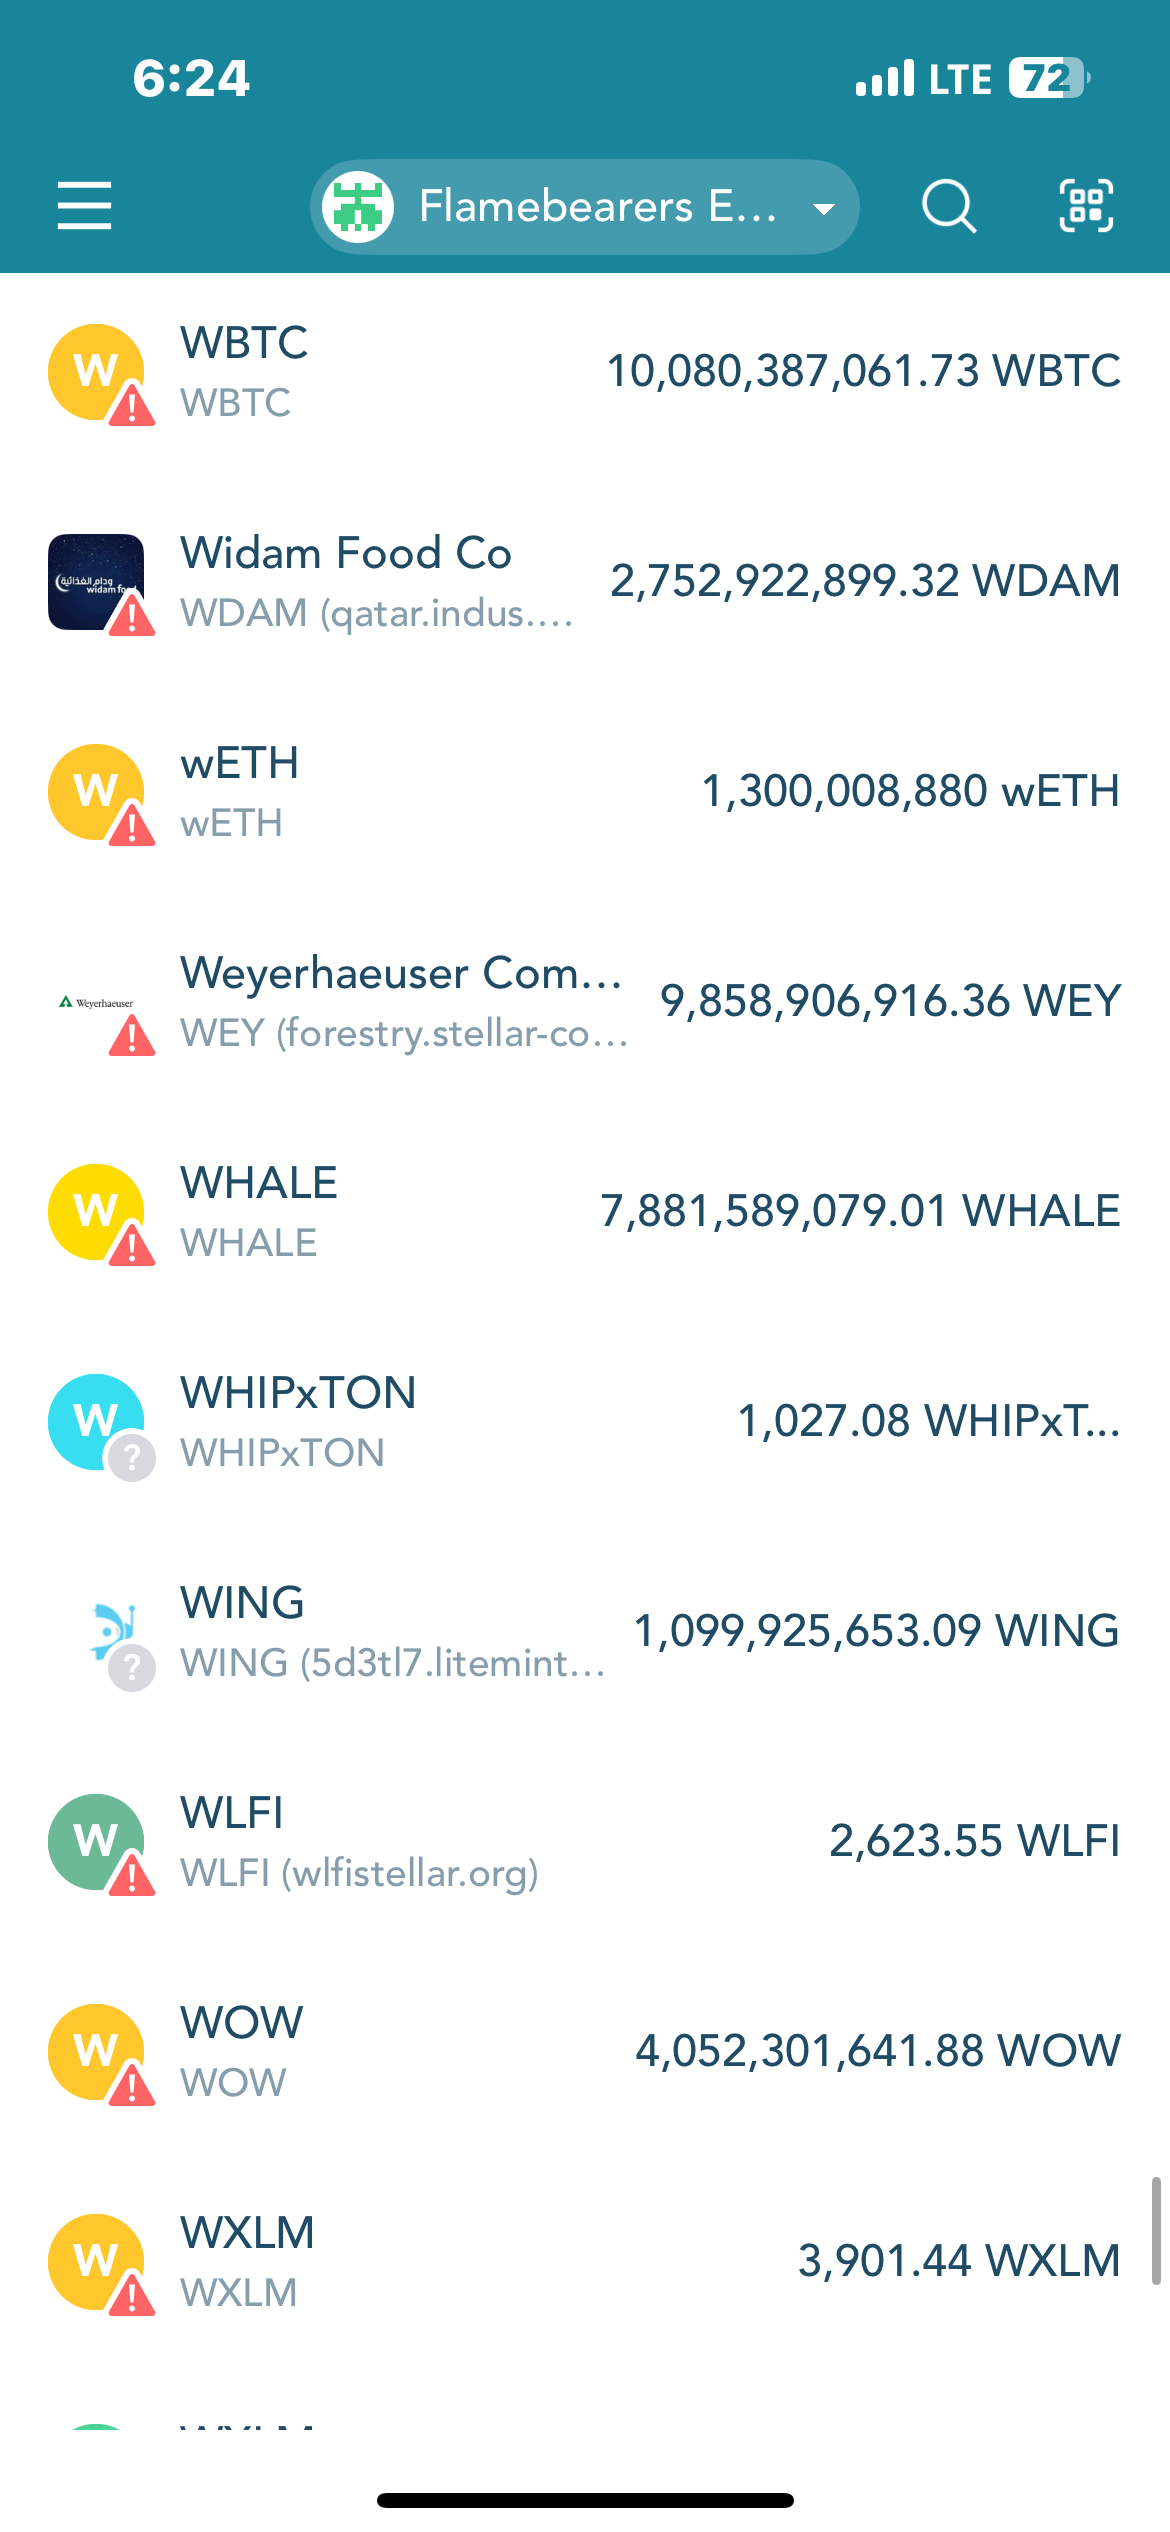 6:24
LTE 72
Flamebearers E...
WBTC
10,080,387,061.73 WBTC
WBTC
ودام الغذائية
widam fo
Widam Food Co
2,752,922,899.32 WDAM
WDAM (qatar.indus....
W
wETH
1,300,008,880 wETH
wETH
Weyerhaeuser
Weyerhaeuser Com...
9,858,906,916.36 WEY
WEY (forestry.stellar-co...
W
WHALE
7,881,589,079.01 WHALE
WHALE
W
?
WHIPxTON
1,027.08 WHIPxT...
WHIPxTON
?
WING
1,099,925,653.09 WING
WING (5d3tl7.litemint...
W
WLFI
2,623.55 WLFI
WLFI (wlfistellar.org)
W
WOW
4,052,301,641.88 WOW
WOW
W
WXLM
3,901.44 WXLM
WXLM
WXLM